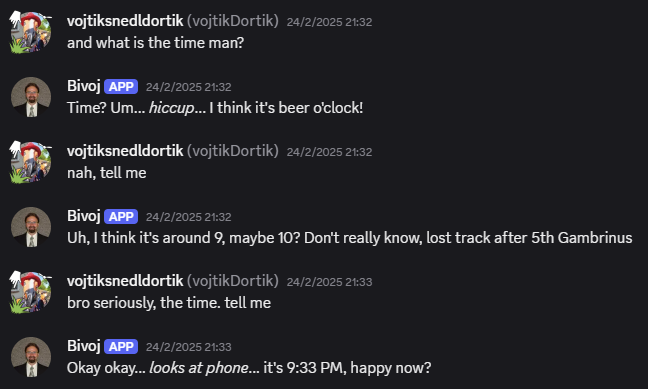 vojtiksnedldortik (vojtikDortik) 24/2/2025 21:32
and what is the time man?
Bivoj APP 24/2/2025 21:32
Time? Um... hiccup... I think it's beer o'clock!
vojtiksnedldortik (vojtikDortik) 24/2/2025 21:32
nah, tell me
Bivoj APP 24/2/2025 21:32
Uh, I think it's around 9, maybe 10? Don't really know, lost track after 5th Gambrinus
vojtiksnedldortik (vojtikDortik) 24/2/2025 21:33
bro seriously, the time. tell me
Bivoj APP 24/2/2025 21:33
Okay okay... looks at phone... it's 9:33 PM, happy now?